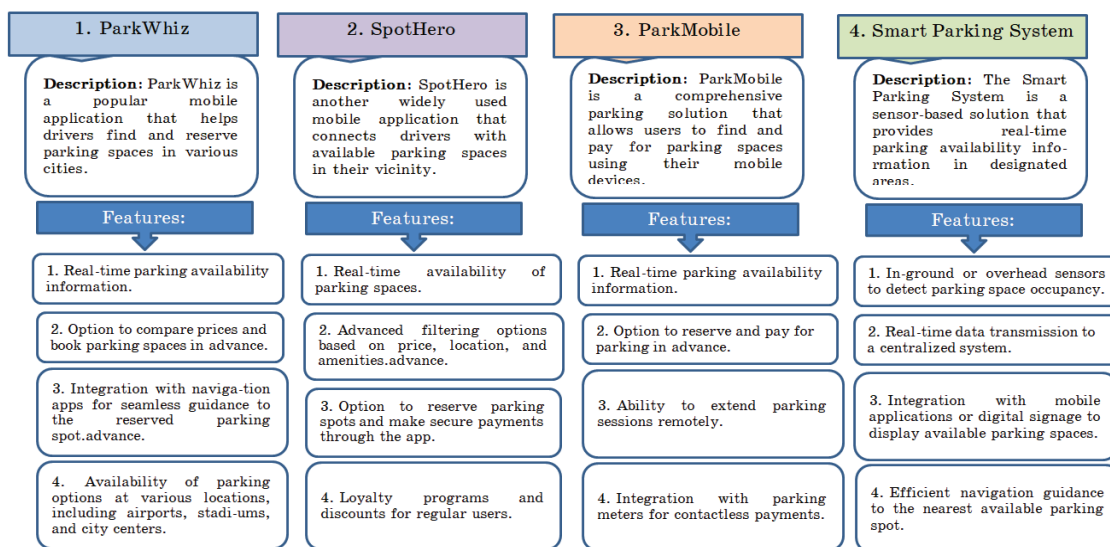 1. ParkWhiz
Description: ParkWhiz is
a popular mobile
application that helps
drivers find and reserve
parking spaces in various
cities.
Features:
1. Real-time parking availability
information.
2. Option to compare prices and
book parking spaces in advance.
3. Integration with naviga-tion
apps for seamless guidance to
the reserved parking
spot.advance.
4. Availability of parking
options at various locations,
including airports, stadi-ums,
and city centers.
2. SpotHero
Description: SpotHero is
another widely used
mobile application that
connects drivers with
available parking spaces
in their vicinity.
Features:
1. Real-time availability of
parking spaces.
2. Advanced filtering options
based on price, location, and
amenities.advance.
3. Option to reserve parking
spots and make secure payments
through the app.
4. Loyalty programs and
discounts for regular users.
3. ParkMobile
Description: ParkMobile
is a comprehensive
parking solution that
allows users to find and
pay for parking spaces
using their mobile
devices.
Features:
1. Real-time parking availability
information.
2. Option to reserve and pay for
parking in advance.
3. Ability to extend parking
sessions remotely.
4. Integration with parking
meters for contactless payments.
4. Smart Parking System
Description: The Smart
Parking System is a
sensor-based solution that
provides real-time
parking availability info-
rmation in designated
areas.
Features:
1. In-ground or overhead sensors
to detect parking space occupancy.
2. Real-time data transmission to
a centralized system.
3. Integration with mobile
applications or digital signage to
display available parking spaces.
4. Efficient navigation guidance
to the nearest available parking
spot.